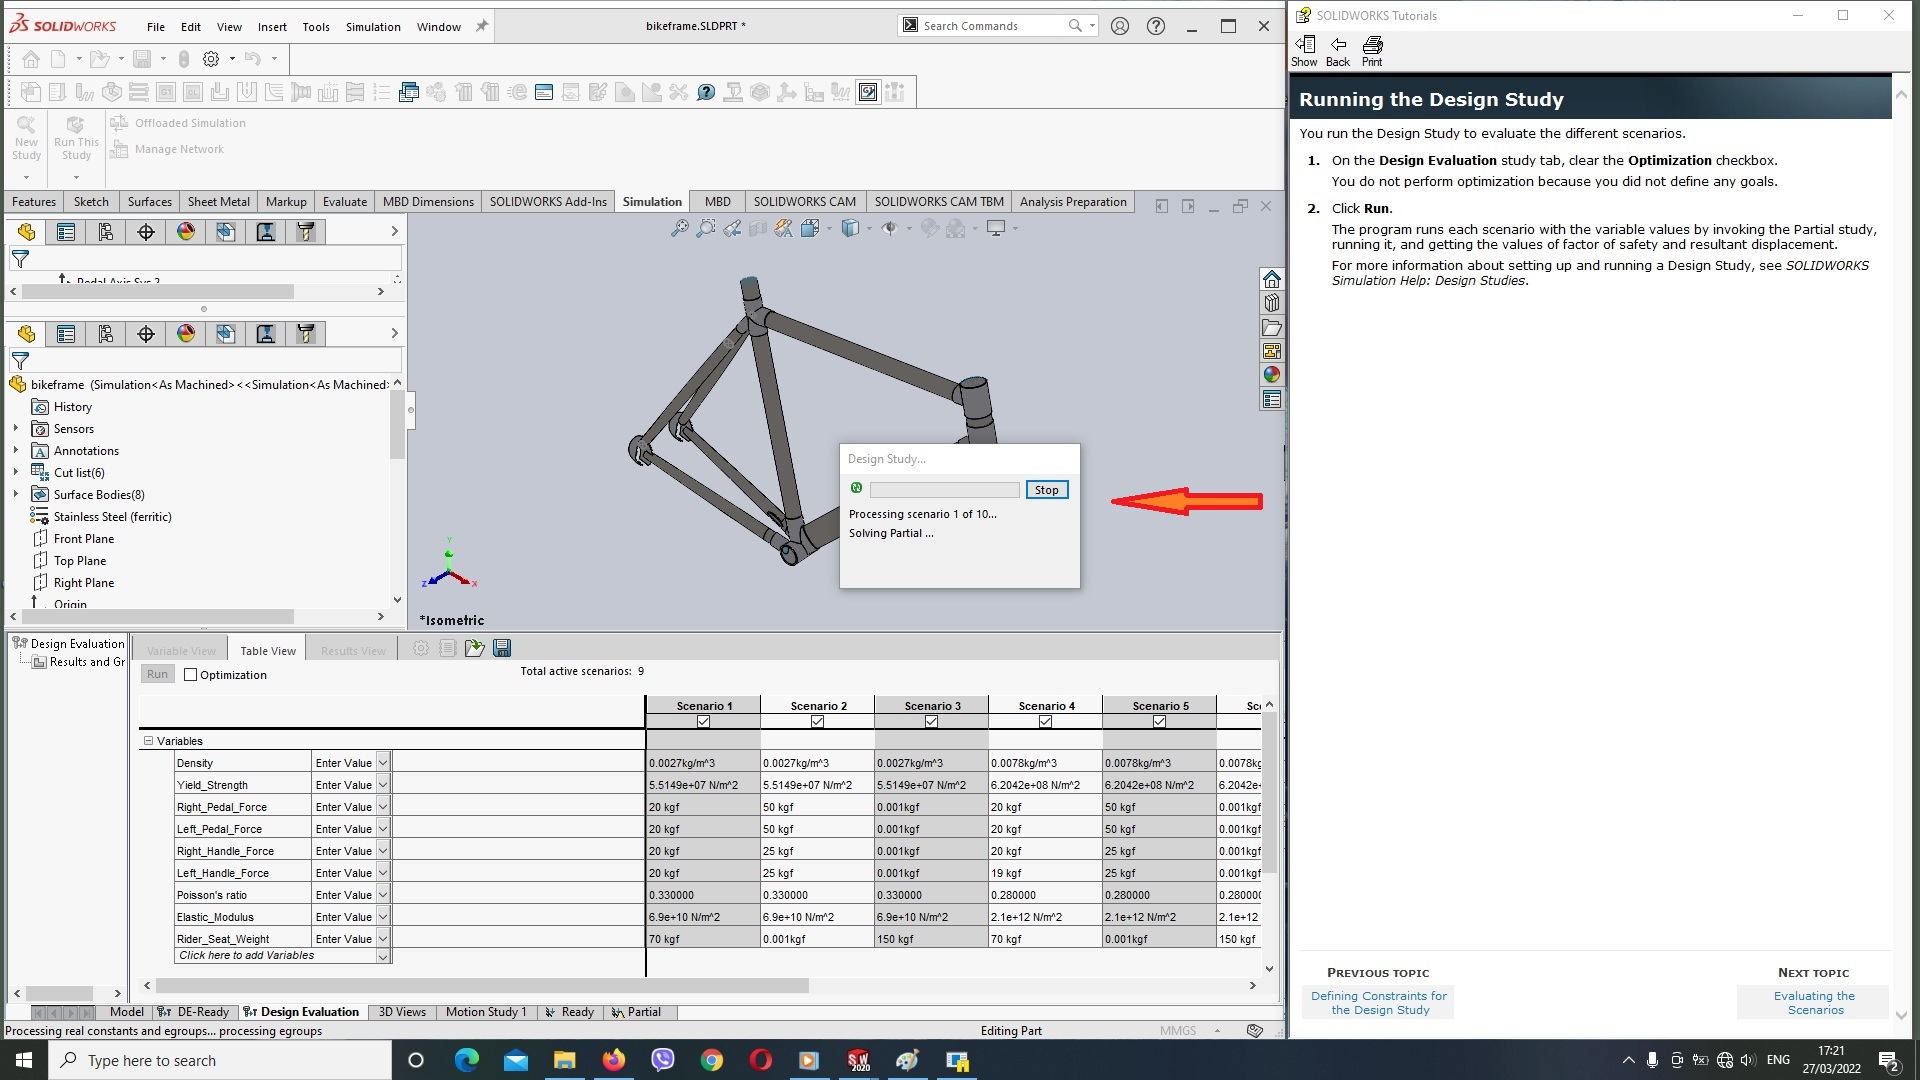 SOLIDWORKS File Edit View Insert Tools Simulation Window bikeframe.SLDPRT * Search Commands
New Study
Run This Study
Offloaded Simulation
Manage Network
Features Sketch Surfaces Sheet Metal Markup Evaluate MBD Dimensions SOLIDWORKS Add-Ins Simulation MBD SOLIDWORKS CAM SOLIDWORKS CAM TBM Analysis Preparation
Pedal Axis Sys 2
bikeframe (Simulation<As Machined><<Simulation<As Machined>
History
Sensors
Annotations
Cut list(6)
Surface Bodies(8)
Stainless Steel (ferritic)
Front Plane
Top Plane
Right Plane
Origin
Y
Z X
*Isometric
Design Study...
Stop
Processing scenario 1 of 10...
Solving Partial ...
Design Evaluation
Results and Gr
Variable View Table View Results View
Run Optimization Total active scenarios: 9
Scenario 1 Scenario 2 Scenario 3 Scenario 4 Scenario 5 Sce
Variables
Density Enter Value 0.0027kg/m^3 0.0027kg/m^3 0.0027kg/m^3 0.0078kg/m^3 0.0078kg/m^3 0.0078kg
Yield_Strength Enter Value 5.5149e+07 N/m^2 5.5149e+07 N/m^2 5.5149e+07 N/m^2 6.2042e+08 N/m^2 6.2042e+08 N/m^2 6.2042e+
Right_Pedal_Force Enter Value 20 kgf 50 kgf 0.001kgf 20 kgf 50 kgf 0.001kgf
Left_Pedal_Force Enter Value 20 kgf 50 kgf 0.001kgf 20 kgf 50 kgf 0.001kgf
Right_Handle_Force Enter Value 20 kgf 25 kgf 0.001kgf 20 kgf 25 kgf 0.001kgf
Left_Handle_Force Enter Value 20 kgf 25 kgf 0.001kgf 19 kgf 25 kgf 0.001kgf
Poisson's ratio Enter Value 0.330000 0.330000 0.330000 0.280000 0.280000 0.280000
Elastic_Modulus Enter Value 6.9e+10 N/m^2 6.9e+10 N/m^2 6.9e+10 N/m^2 2.1e+12 N/m^2 2.1e+12 N/m^2 2.1e+12
Rider_Seat_Weight Enter Value 70 kgf 0.001kgf 150 kgf 70 kgf 0.001kgf 150 kgf
Click here to add Variables
Model DE-Ready Design Evaluation 3D Views Motion Study 1 Ready Partial
Processing real constants and egroups... processing egroups Editing Part MMGS
SOLIDWORKS Tutorials
Show Back Print
Running the Design Study
You run the Design Study to evaluate the different scenarios.
1. On the Design Evaluation study tab, clear the Optimization checkbox.
You do not perform optimization because you did not define any goals.
2. Click Run.
The program runs each scenario with the variable values by invoking the Partial study,
running it, and getting the values of factor of safety and resultant displacement.
For more information about setting up and running a Design Study, see SOLIDWORKS
Simulation Help: Design Studies.
PREVIOUS TOPIC
Defining Constraints for
the Design Study
NEXT TOPIC
Evaluating the
Scenarios
Type here to search
SW 2020
ENG
17:21
27/03/2022
2